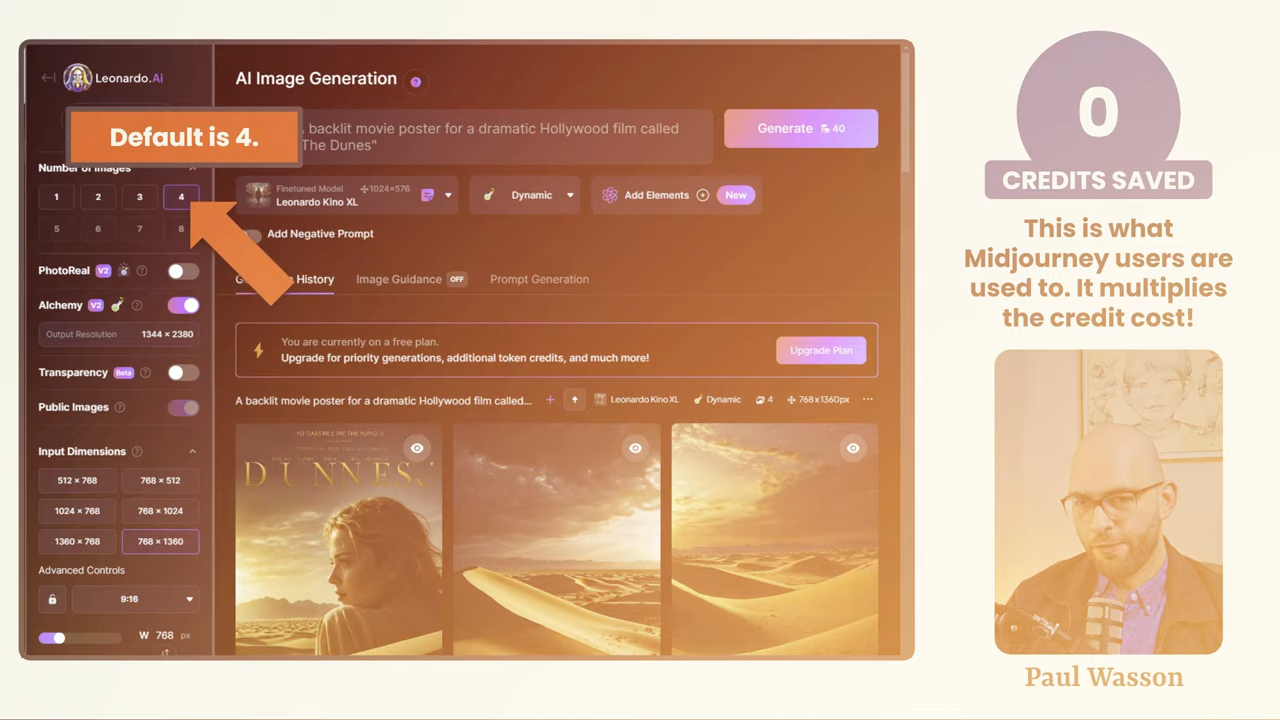 Leonardo.Ai
Default is 4.
Number of Images
1 2 3 4
5 6 7 8
PhotoReal V2
Alchemy V2
Output Resolution 1344 × 2380
Transparency Beta
Public Images
Input Dimensions
512 × 768 768 × 512
1024 × 768 768 × 1024
1360 × 768 768 × 1360
Advanced Controls
9:16
W 768 px
AI Image Generation
backlit movie poster for a dramatic Hollywood film called
The Dunes"
Generate 40
Finetuned Model 1024×576
Leonardo Kino XL
Dynamic
Add Elements New
Add Negative Prompt
History Image Guidance OFF Prompt Generation
You are currently on a free plan.
Upgrade for priority generations, additional token credits, and much more!
Upgrade Plan
A backlit movie poster for a dramatic Hollywood film called... Leonardo Kino XL Dynamic 4 768x1360px
DUNNES
0
CREDITS SAVED
This is what
Midjourney users are
used to. It multiplies
the credit cost!
Paul Wasson